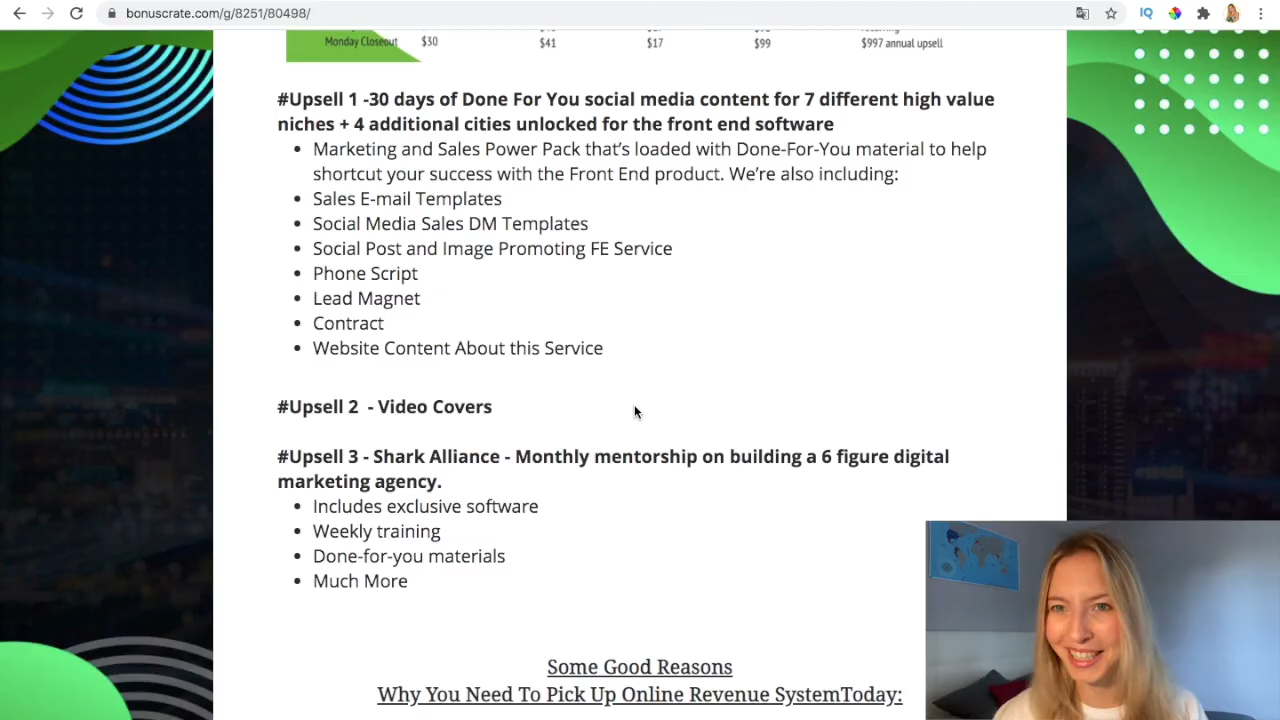 bonuscrate.com/g/8251/80498/
Monday Closeout $30 $41 $17 $99 $997 annual upsell
#Upsell 1 -30 days of Done For You social media content for 7 different high value
niches + 4 additional cities unlocked for the front end software
• Marketing and Sales Power Pack that's loaded with Done-For-You material to help
shortcut your success with the Front End product. We're also including:
• Sales E-mail Templates
• Social Media Sales DM Templates
• Social Post and Image Promoting FE Service
• Phone Script
• Lead Magnet
• Contract
• Website Content About this Service
#Upsell 2 - Video Covers
#Upsell 3 - Shark Alliance - Monthly mentorship on building a 6 figure digital
marketing agency.
• Includes exclusive software
• Weekly training
• Done-for-you materials
• Much More
Some Good Reasons
Why You Need To Pick Up Online Revenue SystemToday: